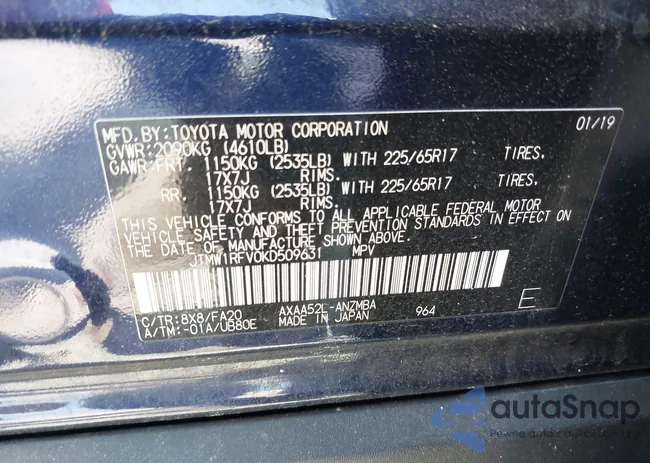 MFD. BY: TOYOTA MOTOR CORPORATION 01/19
GVWR: 2090KG (4610LB)
GAWR: FRT. 1150KG (2535LB) WITH 225/65R17 TIRES.
17X7J RIMS.
RR. 1150KG (2535LB) WITH 225/65R17 TIRES.
17X7J RIMS.
THIS VEHICLE CONFORMS TO ALL APPLICABLE FEDERAL MOTOR
VEHICLE SAFETY AND THEFT PREVENTION STANDARDS IN EFFECT ON
THE DATE OF MANUFACTURE SHOWN ABOVE.
JTMW1RFV0KD509631 MPV
C/TR: 8X8/FA20 AXAA52L-ANZMBA 964 E
A/TM: -01A/UB80E MADE IN JAPAN
autaSnap
Pewne auta z